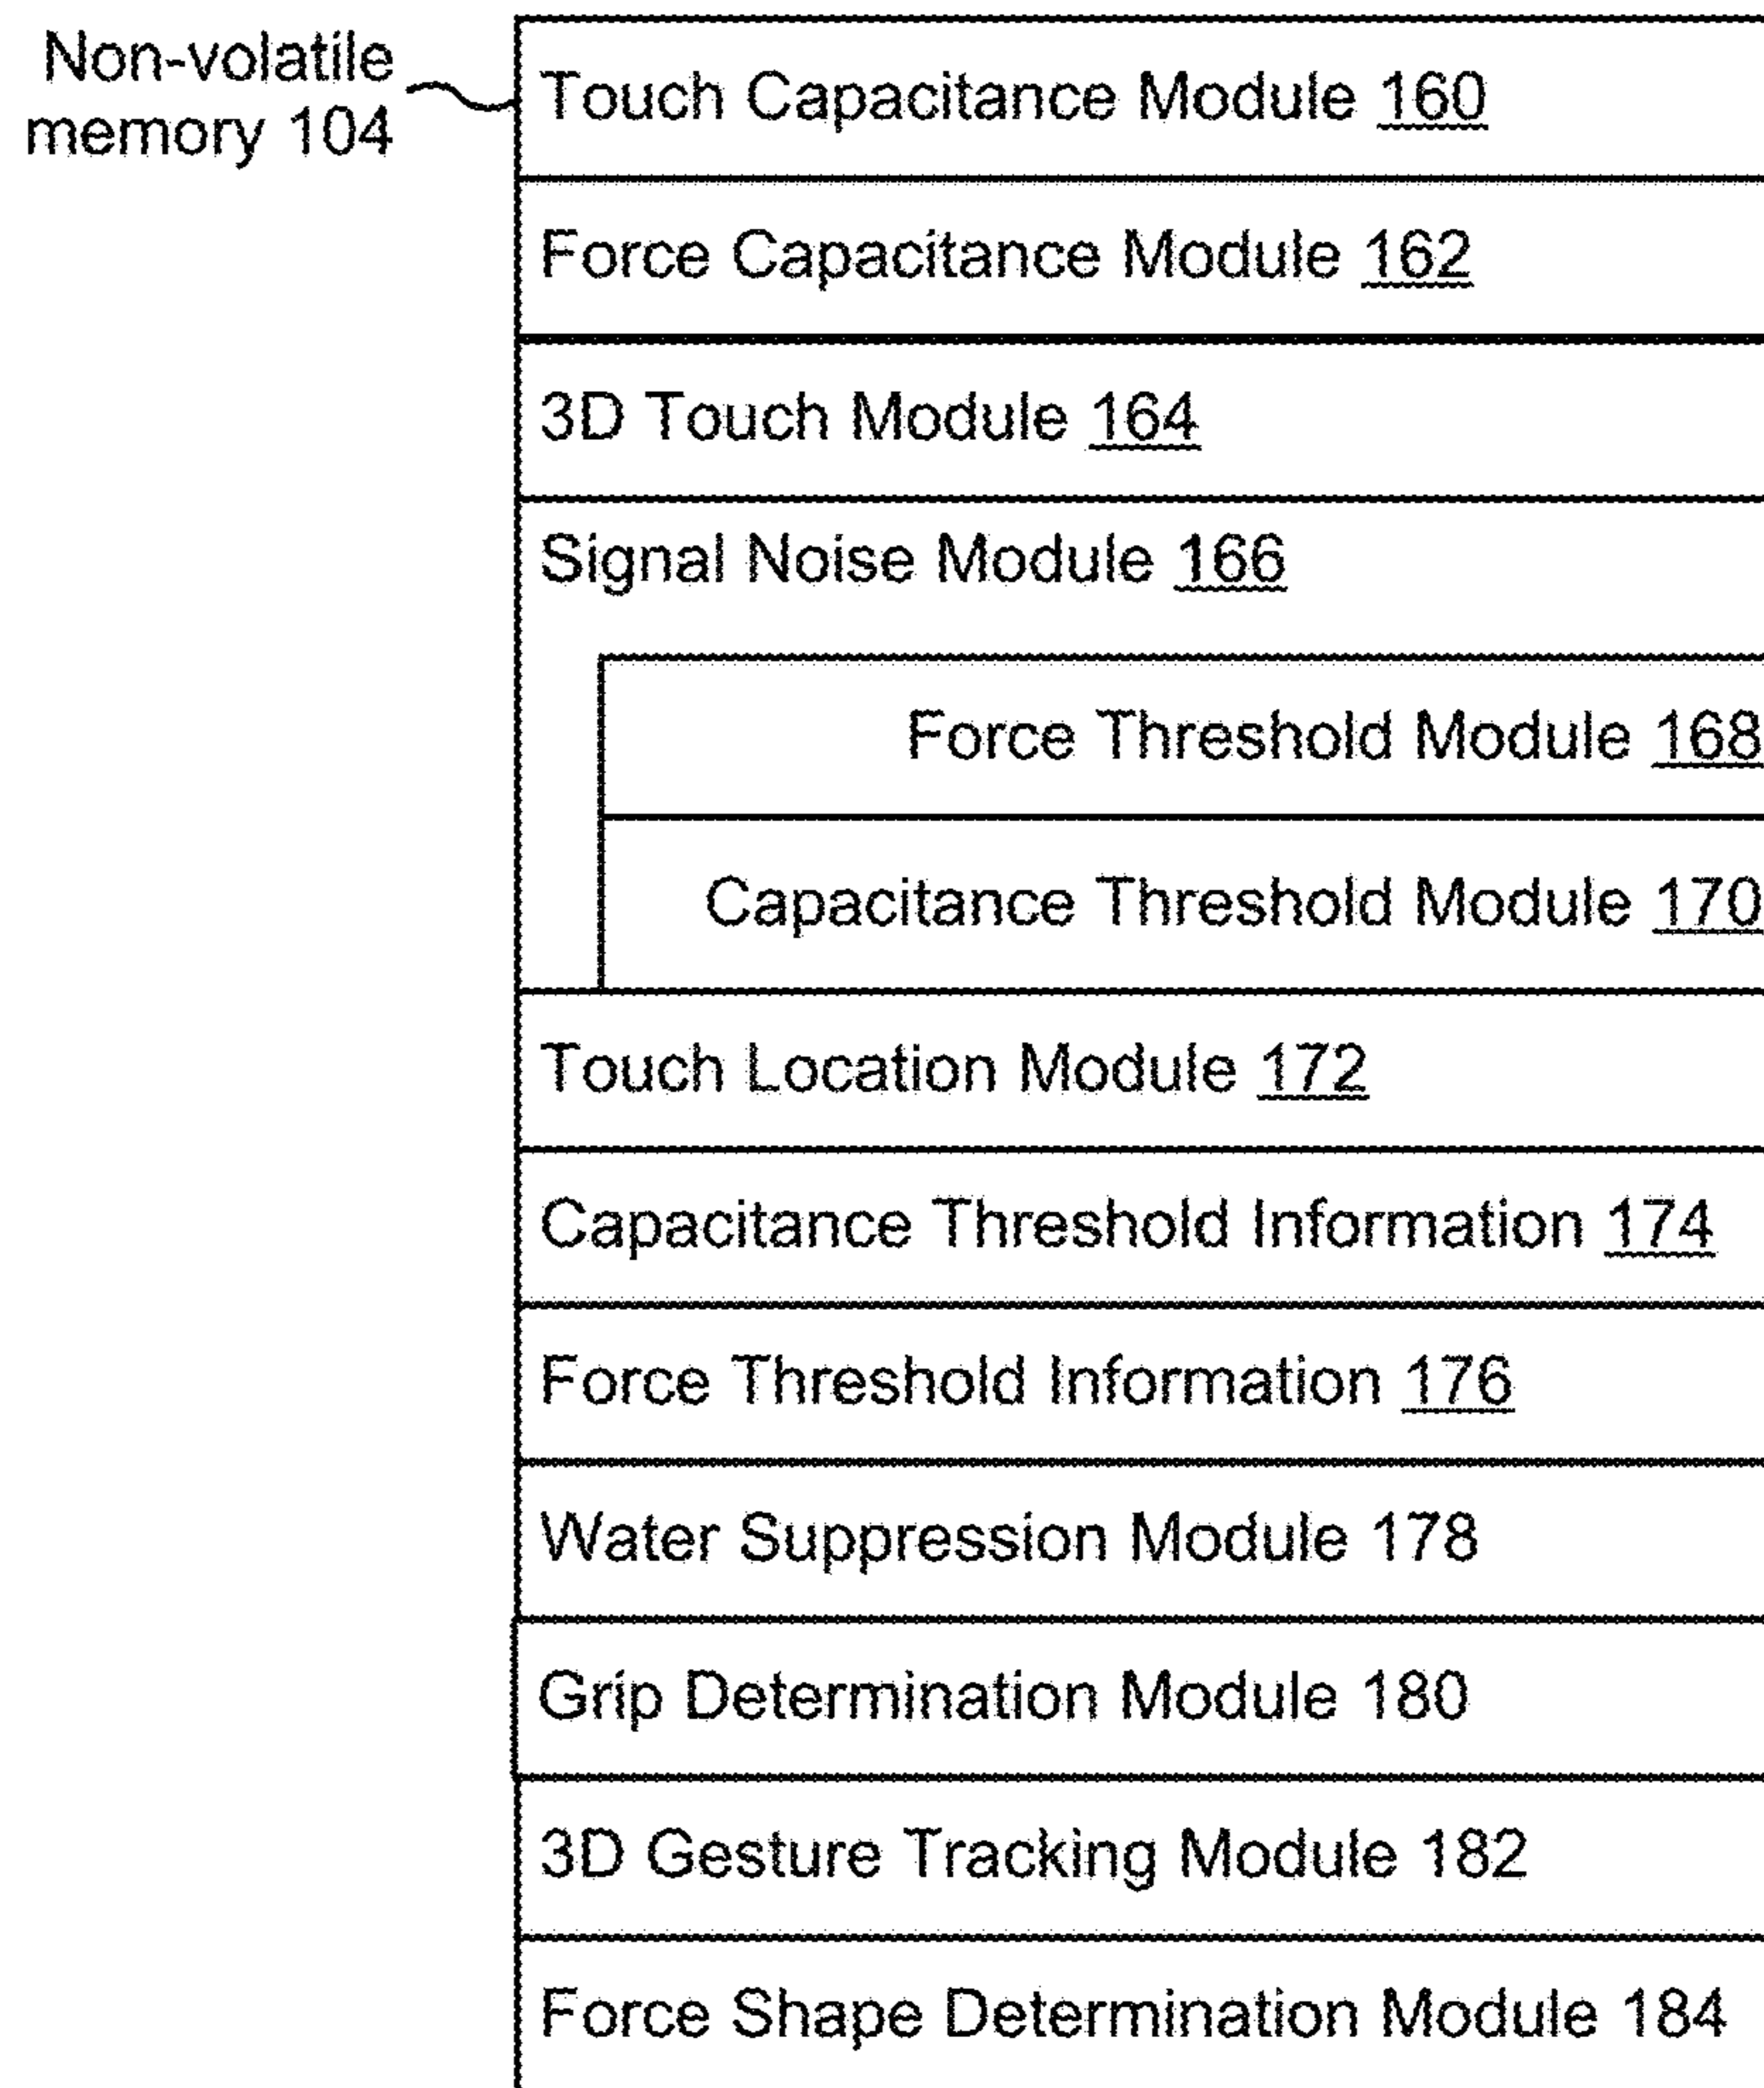 Non-volatile
memory 104
Touch Capacitance Module 160
Force Capacitance Module 162
3D Touch Module 164
Signal Noise Module 166
Force Threshold Module 168
Capacitance Threshold Module 170
Touch Location Module 172
Capacitance Threshold Information 174
Force Threshold Information 176
Water Suppression Module 178
Grip Determination Module 180
3D Gesture Tracking Module 182
Force Shape Determination Module 184